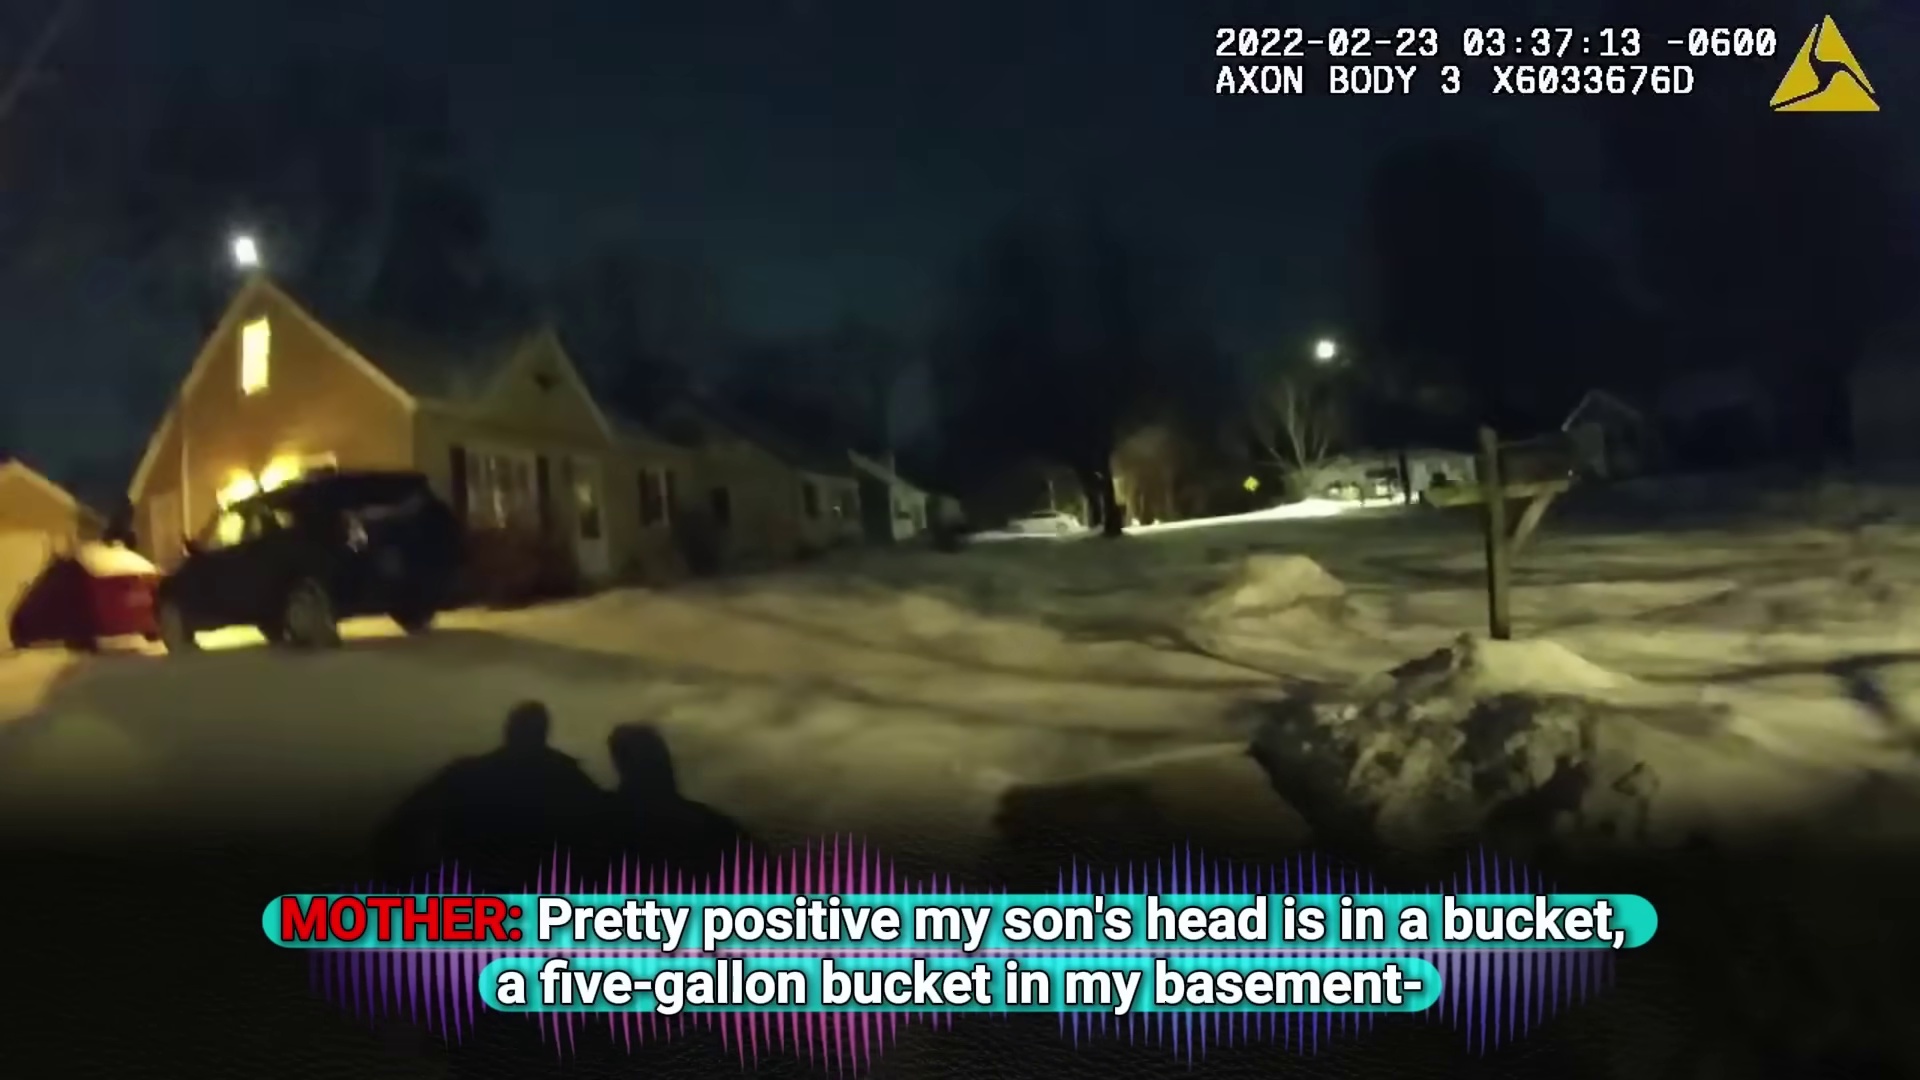 2022-02-23 03:37:13 -0600
AXON BODY 3 X6033676D
MOTHER: Pretty positive my son's head is in a bucket,
a five-gallon bucket in my basement-